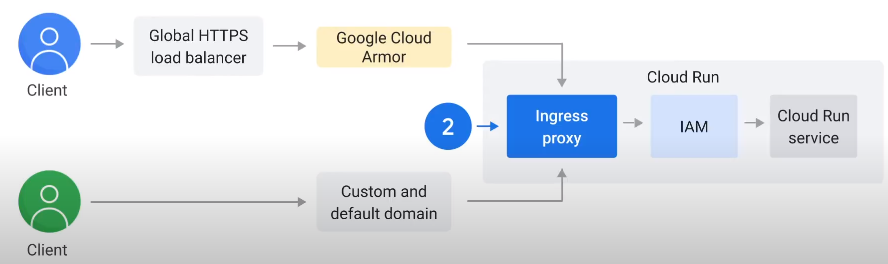 Global HTTPS
load balancer
Google Cloud
Armor
Client
Cloud Run
2
Ingress
proxy
IAM
Cloud Run
service
Custom and
default domain
Client